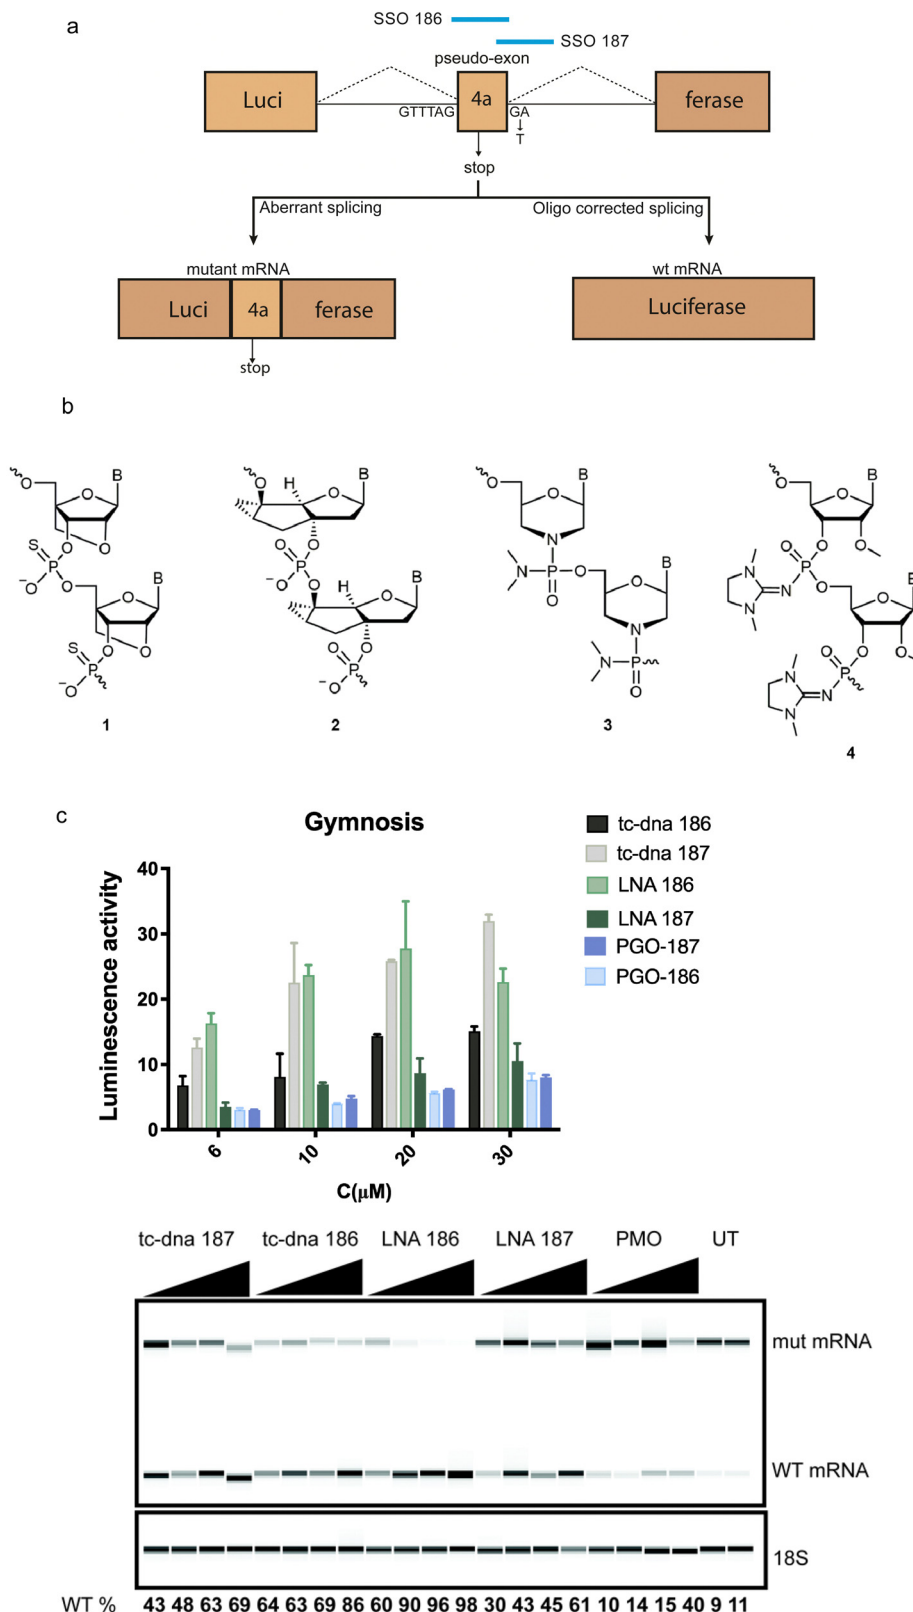 a
SSO 186
SSO 187
pseudo-exon
Luci
4a
ferase
GTTTAG
GA
T
stop
Aberrant splicing
Oligo corrected splicing
mutant mRNA
wt mRNA
Luci
4a
ferase
Luciferase
stop
b
O
O
B
O
O
S
P
−O
O
O
B
O
O
S
P
−O
1
O
H
O
B
O
O
P
−O
O
H
O
B
O
O
P
−O
2
O
O
B
N
N
P
O
O
O
B
N
N
P
O
3
O
O
B
O
O
O
P
N
N
N
O
O
B
O
O
O
P
N
N
N
4
c
Gymnosis
Luminescence activity
40
30
20
10
0
6
10
20
30
C(μM)
tc-dna 186
tc-dna 187
LNA 186
LNA 187
PGO-187
PGO-186
tc-dna 187 tc-dna 186 LNA 186 LNA 187 PMO UT
mut mRNA
WT mRNA
18S
WT % 43 48 63 69 64 63 69 86 60 90 96 98 30 43 45 61 10 14 15 40 9 11